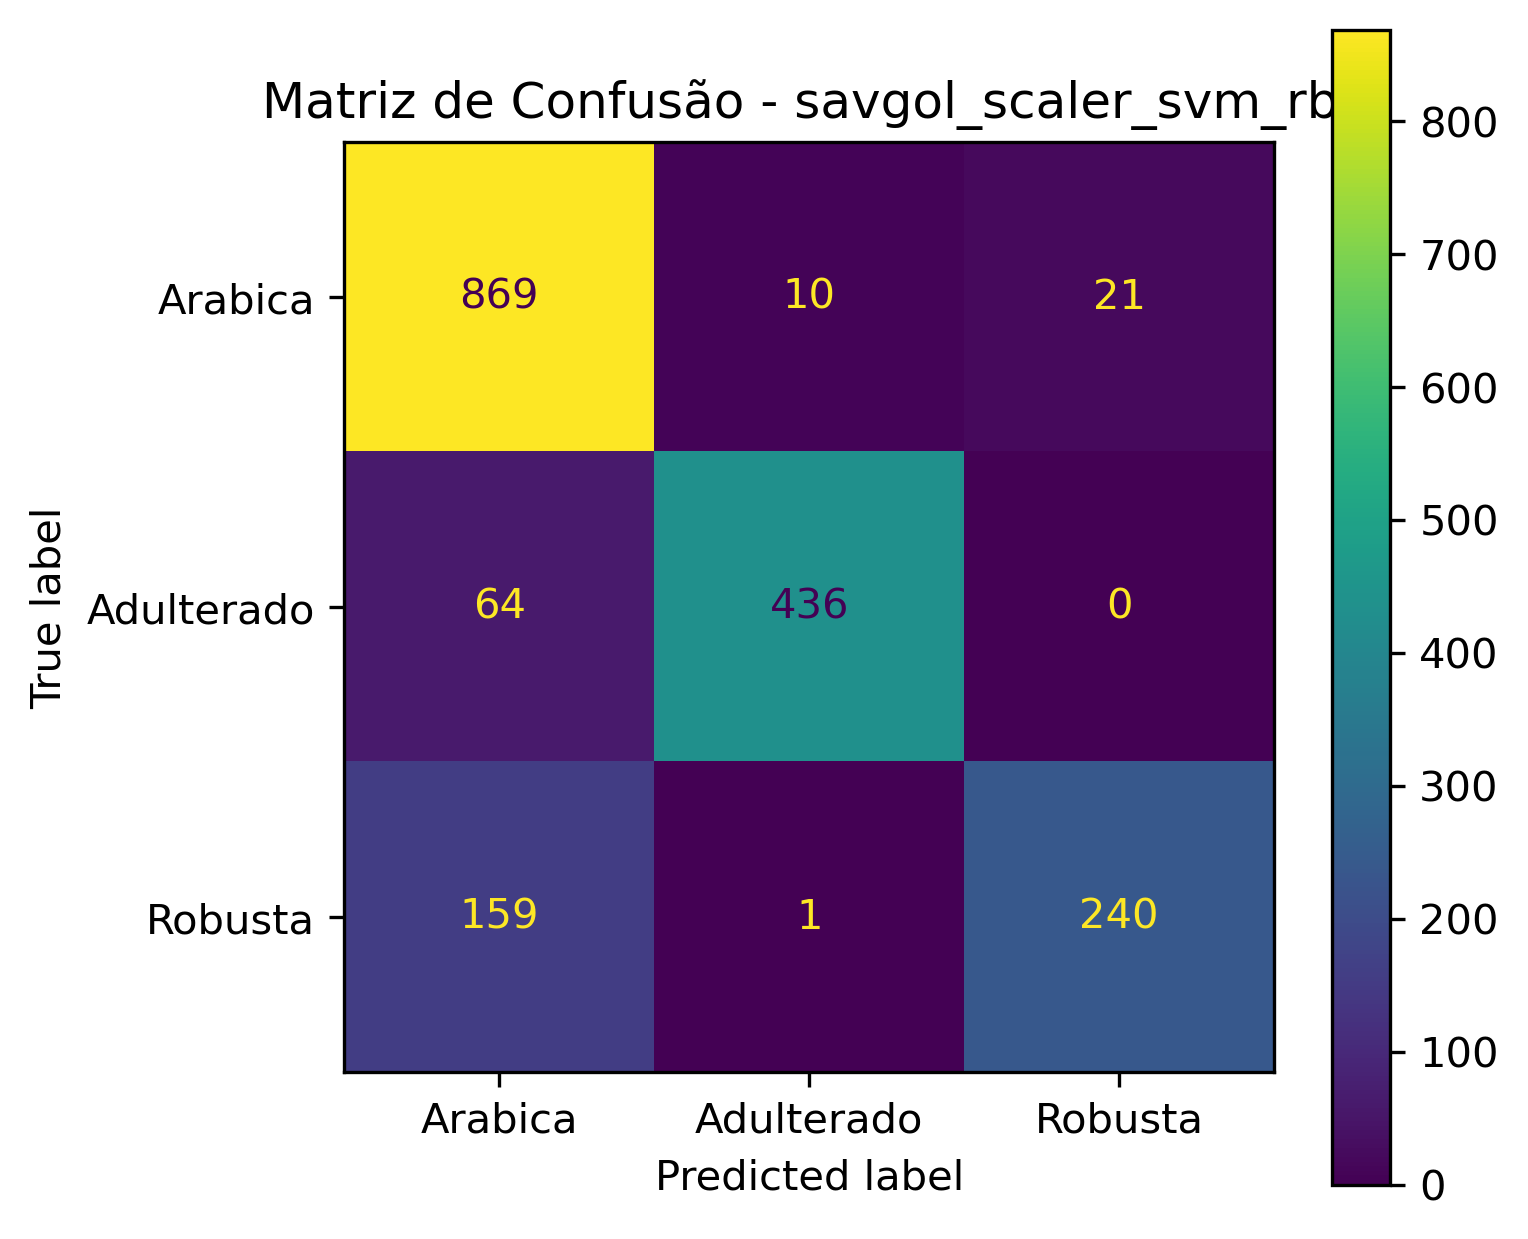 Matriz de Confusão - savgol_scaler_svm_rb
800
700
600
500
400
300
200
100
0
True label
Arabica
869 10 21
Adulterado
64 436 0
Robusta
159 1 240
Arabica Adulterado Robusta
Predicted label